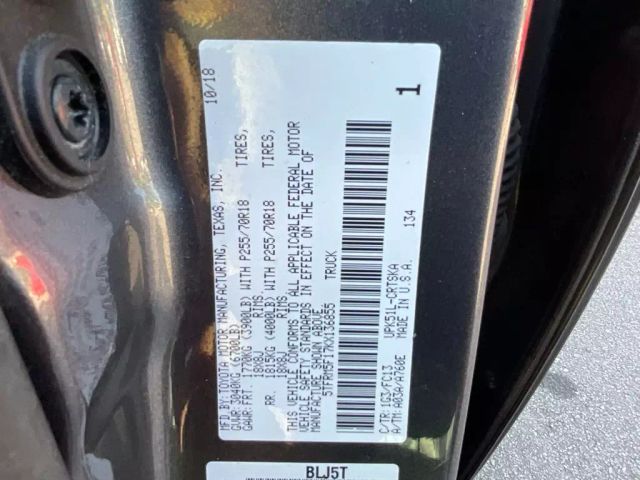 MFD.BY: TOYOTA MOTOR MANUFACTURING, TEXAS, INC. 10/18
GVWR: 3040KG (6700LB)
GAWR: FRT. 1770KG (3900LB) WITH P255/70R18 TIRES,
18X8J RIMS
RR. 1815KG (4000LB) WITH P255/70R18 TIRES,
18X8J RIMS
THIS VEHICLE CONFORMS TO ALL APPLICABLE FEDERAL MOTOR
VEHICLE SAFETY STANDARDS IN EFFECT ON THE DATE OF
MANUFACTURE SHOWN ABOVE.
5TFRM5F17KX136855 TRUCK
1
UPK51L-CRTSKA 134
C/TR:1G3/FC13
A/TM:A03A/A760E MADE IN U.S.A.
BLJ5T